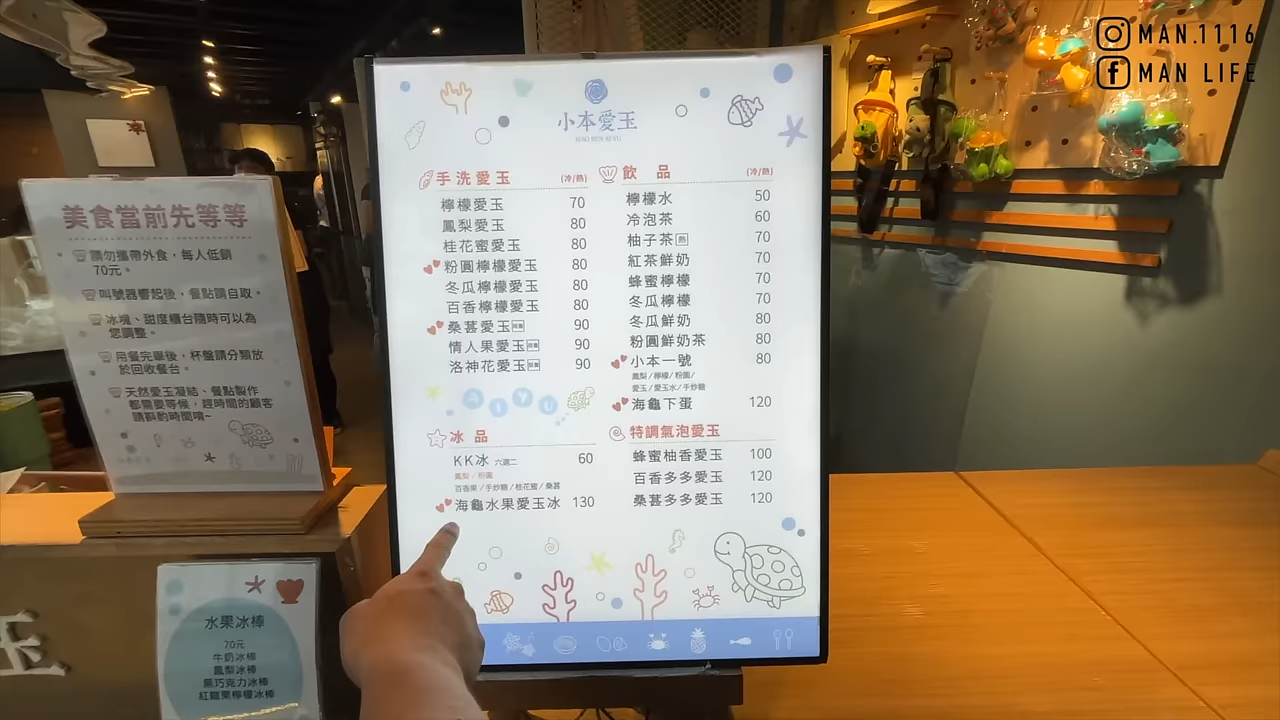 MAN.1116
MAN LIFE
小本愛玉
XIAO BEN AI YU
手洗愛玉 (冷/熱)
檸檬愛玉 70
鳳梨愛玉 80
桂花蜜愛玉 80
粉圓檸檬愛玉 80
冬瓜檸檬愛玉 80
百香檸檬愛玉 80
桑葚愛玉 90
情人果愛玉 90
洛神花愛玉 90
AIYU
冰品
KK冰 六選二 60
鳳梨/粉圓
百香果/手炒糖/桂花蜜/桑葚
海龜水果愛玉冰 130
飲品 (冷/熱)
檸檬水 50
冷泡茶 60
柚子茶 熱 70
紅茶鮮奶 70
蜂蜜檸檬 70
冬瓜檸檬 70
冬瓜鮮奶 80
粉圓鮮奶茶 80
小本一號 80
鳳梨/檸檬/粉圓/
愛玉/愛玉水/手炒糖
海龜下蛋 120
特調氣泡愛玉
蜂蜜柚香愛玉 100
百香多多愛玉 120
桑葚多多愛玉 120
美食當前先等等
請勿攜帶外食，每人低銷
70元。
叫號器響起後，餐點請自取。
冰塊、甜度櫃台隨時可以為
您調整。
用餐完畢後，杯盤請分類放
於回收餐台。
天然愛玉凝結、餐點製作
都需要等候，趕時間的顧客
請斟酌時間唷~
水果冰棒
70元
牛奶冰棒
鳳梨冰棒
黑巧克力冰棒
紅龍果檸檬冰棒
玉